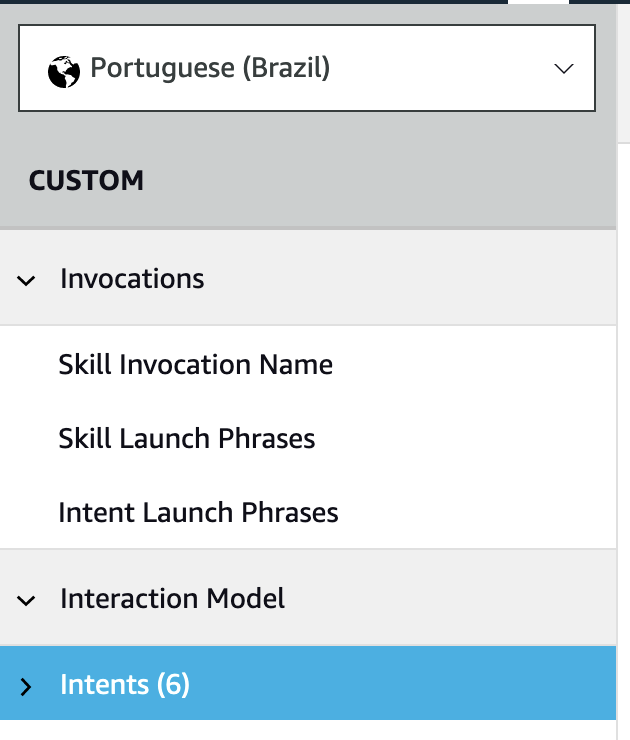 Portuguese (Brazil)
CUSTOM
Invocations
Skill Invocation Name
Skill Launch Phrases
Intent Launch Phrases
Interaction Model
Intents (6)